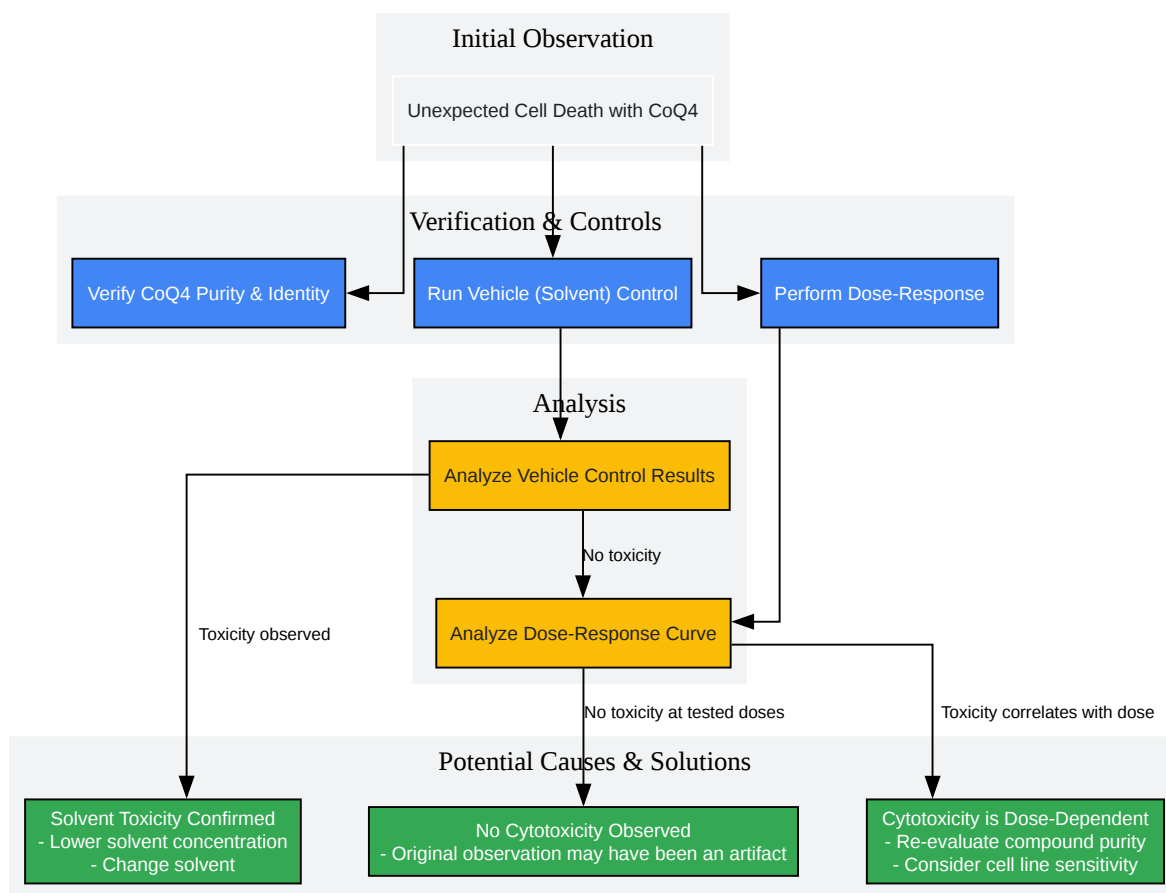 Initial Observation
Unexpected Cell Death with CoQ4
Verification & Controls
Verify CoQ4 Purity & Identity
Run Vehicle (Solvent) Control
Perform Dose-Response
Analysis
Analyze Vehicle Control Results
No toxicity
Analyze Dose-Response Curve
Toxicity observed
No toxicity at tested doses
Toxicity correlates with dose
Potential Causes & Solutions
Solvent Toxicity Confirmed
- Lower solvent concentration
- Change solvent
No Cytotoxicity Observed
- Original observation may have been an artifact
Cytotoxicity is Dose-Dependent
- Re-evaluate compound purity
- Consider cell line sensitivity